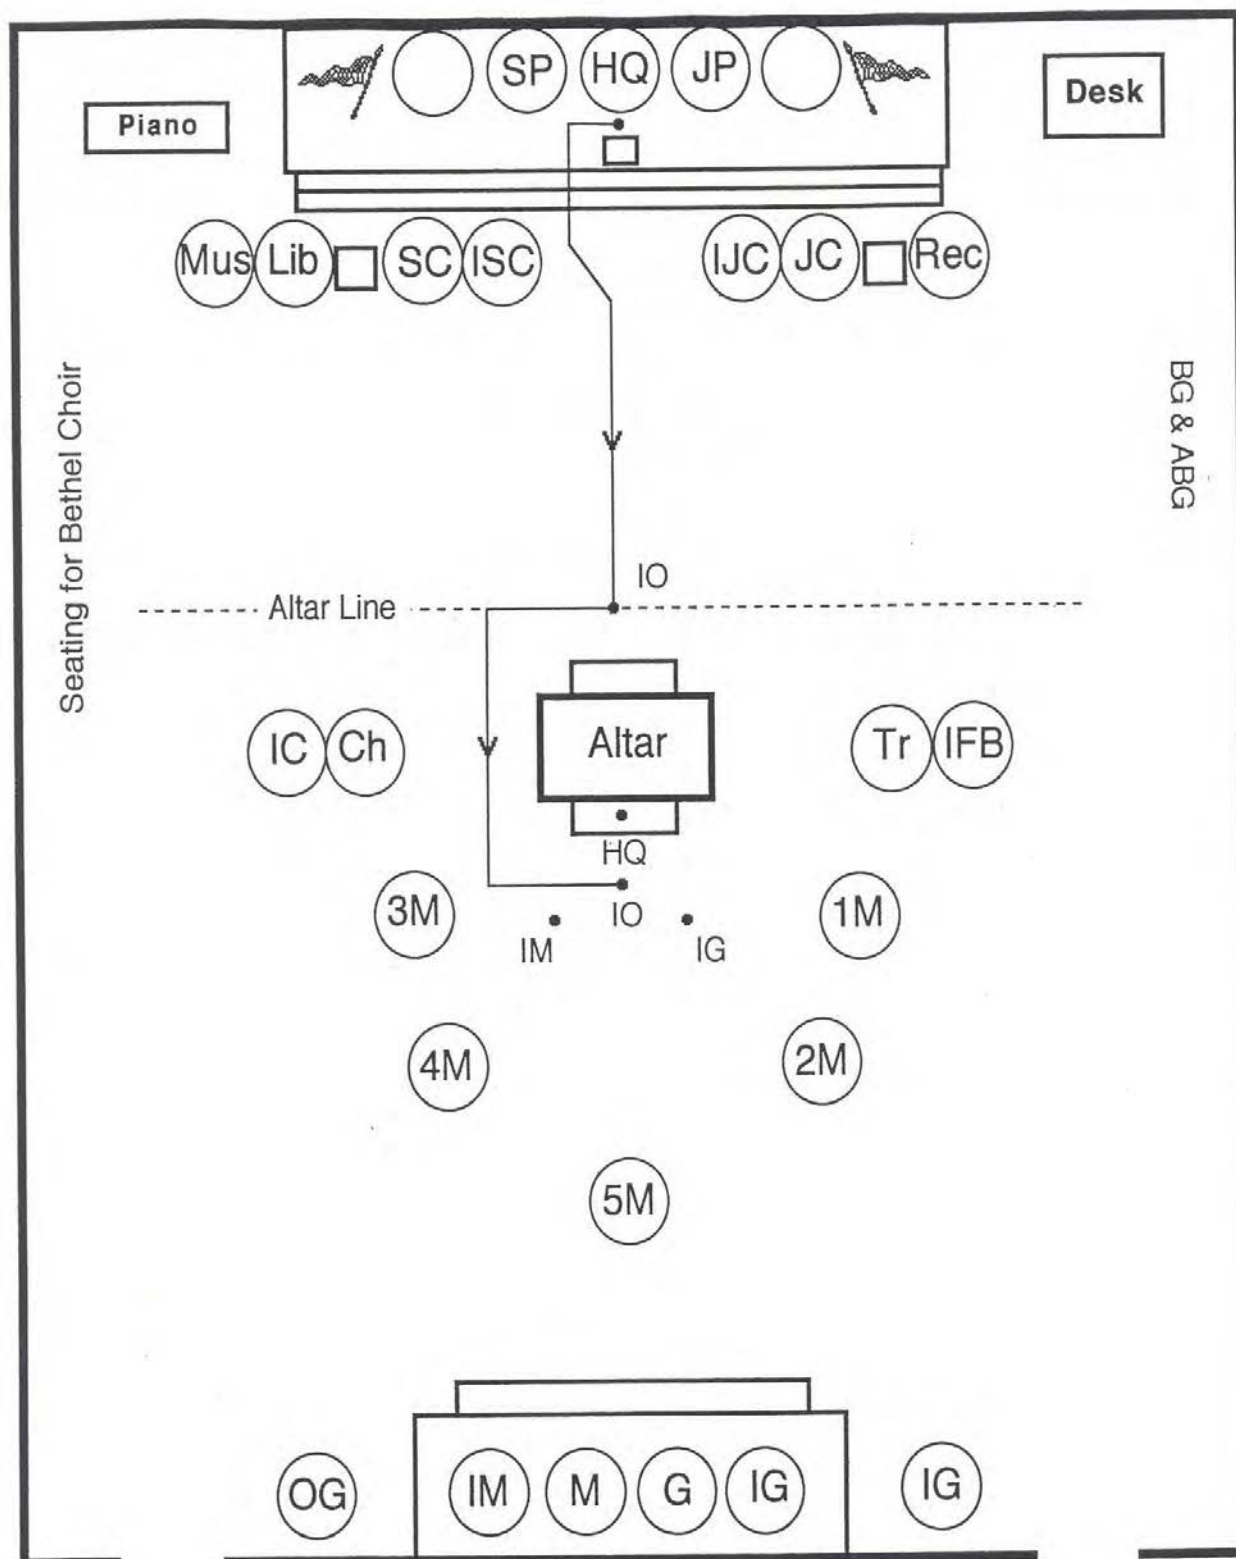 SP HQ JP
Desk
Piano
Mus Lib SC ISC IJC JC Rec
Seating for Bethel Choir
BG & ABG
IO
Altar Line
IC Ch Altar Tr IFB
HQ
3M IO 1M
IM IG
4M 2M
5M
OG IM M G IG IG